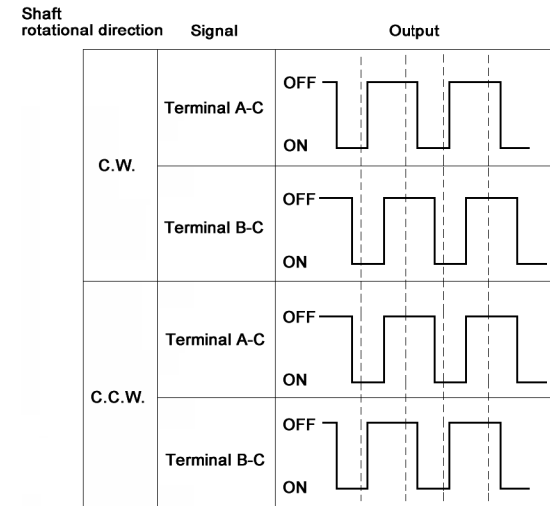 Shaft
rotational direction Signal Output
C.W.
Terminal A-C
OFF
ON
Terminal B-C
OFF
ON
C.C.W.
Terminal A-C
OFF
ON
Terminal B-C
OFF
ON